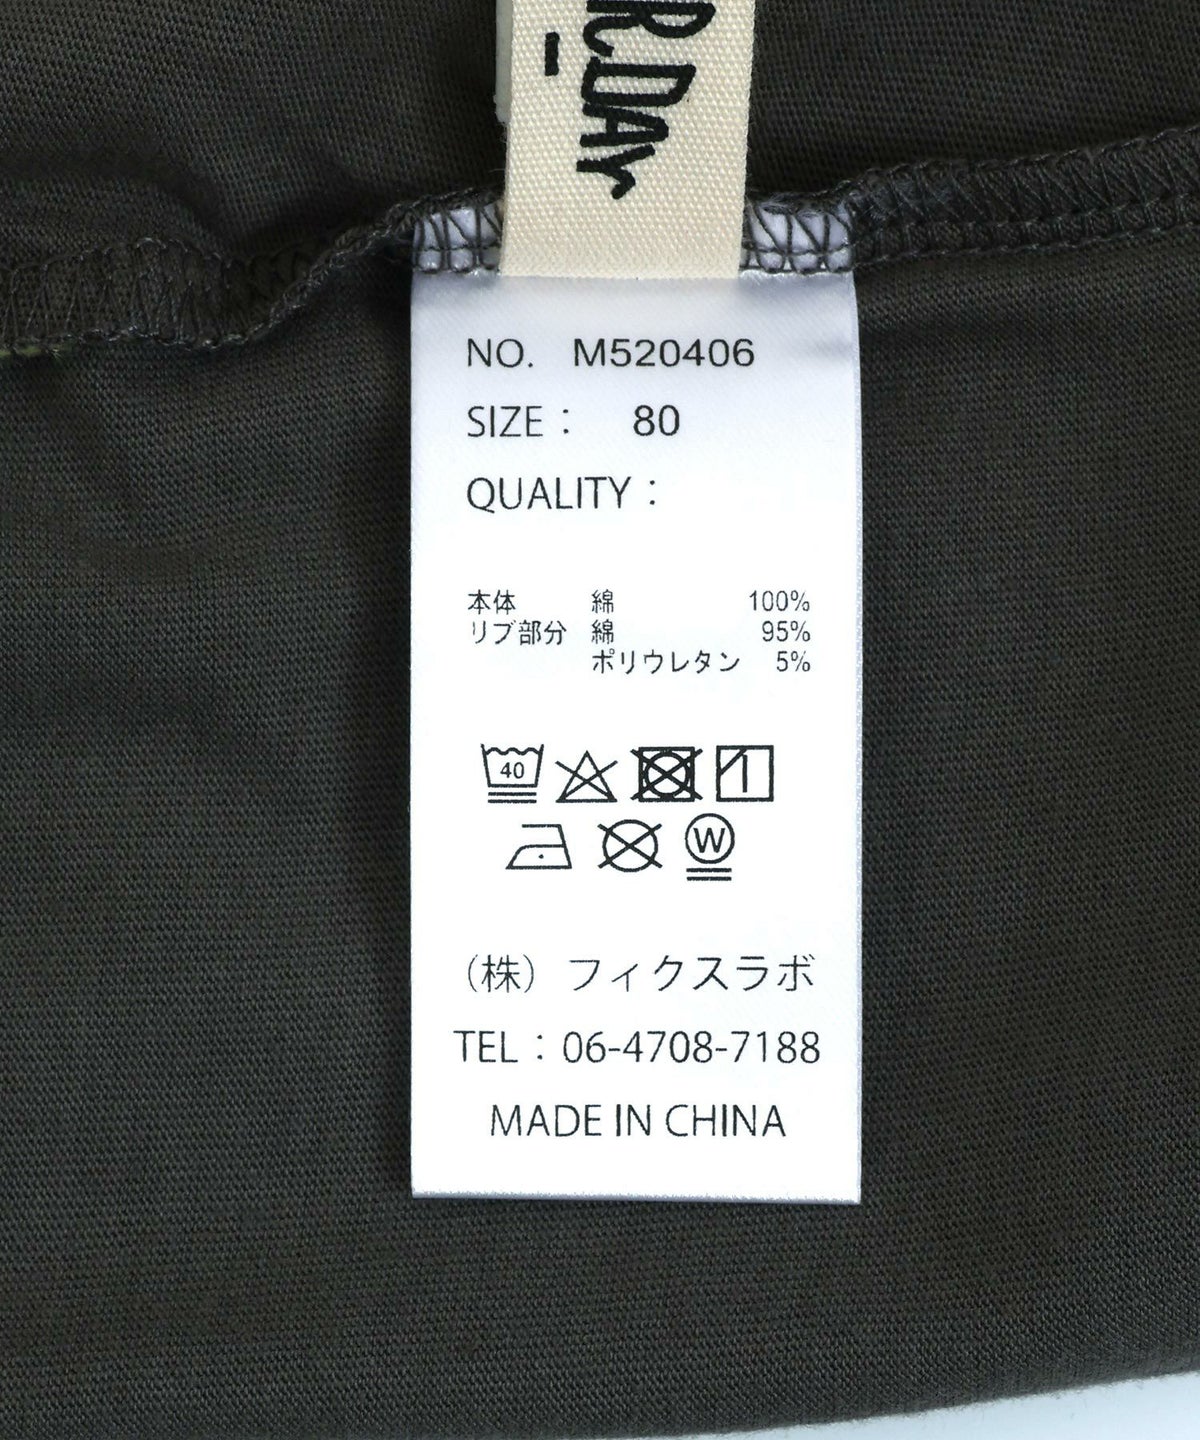 R.DAY
NO. M520406
SIZE： 80
QUALITY：
本体 綿 100%
リブ部分 綿 95%
ポリウレタン 5%
40
W
（株）フィクスラボ
TEL：06-4708-7188
MADE IN CHINA